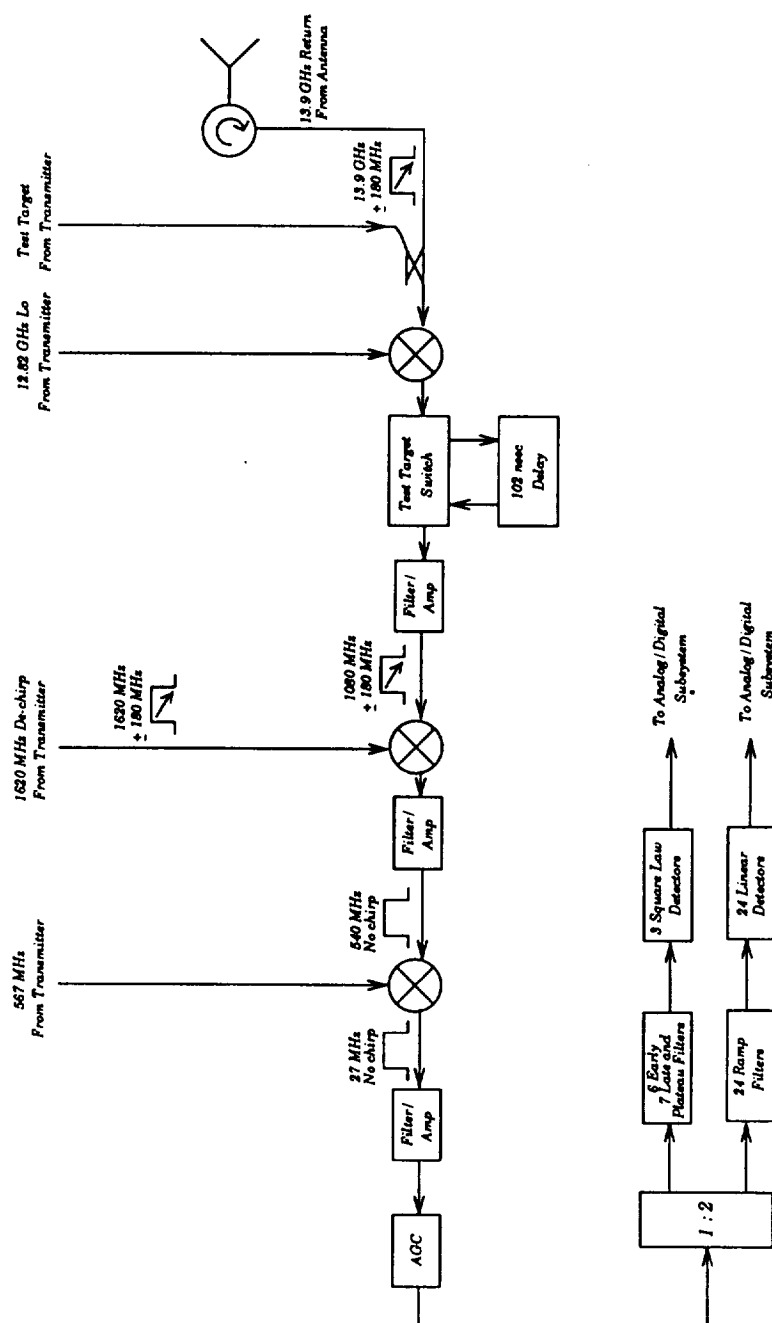 13.9 GHz Return
From Antenna
13.9 GHz
± 180 MHz
Test Target
From Transmitter
12.82 GHz Lo
From Transmitter
Test Target
Switch
102 nsec
Delay
Filter/
Amp
1080 MHz
± 180 MHz
1620 MHz De-chirp
From Transmitter
1620 MHz
± 180 MHz
Filter/
Amp
540 MHz
No chirp
567 MHz
From Transmitter
27 MHz
No chirp
Filter/
Amp
AGC
1 : 2
6 Early
7 Late and
Plateau Filters
3 Square Law
Detectors
To Analog/Digital
Subsystem
24 Ramp
Filters
24 Linear
Detectors
To Analog/Digital
Subsystem